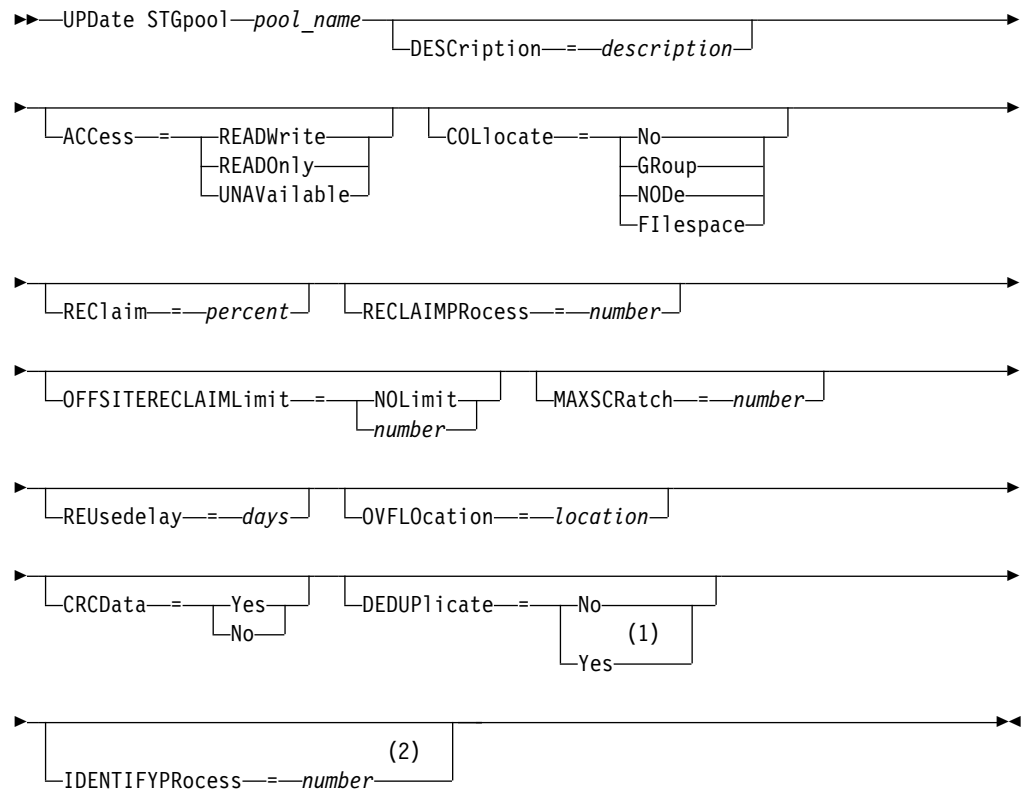 UPDate STGpool pool_name
DESCription = description
ACCess = READWrite
READOnly
UNAVailable
COLlocate = No
GRoup
NODe
FIlespace
REClaim = percent
RECLAIMPRocess = number
OFFSITERECLAIMLimit = NOLimit
number
MAXSCRatch = number
REUsedelay = days
OVFLOcation = location
CRCData = Yes
No
DEDUPlicate = No
(1)
Yes
(2)
IDENTIFYPRocess = number